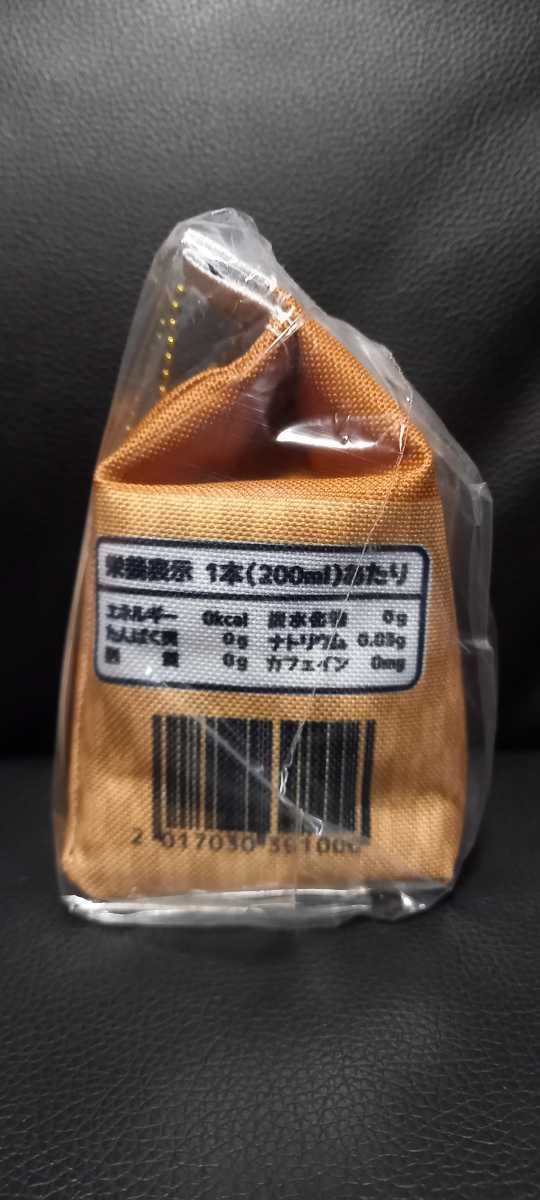 栄養表示 1本(200ml)あたり
エネルギー 0kcal 炭水化物 0g
たんぱく質 0g ナトリウム 0.03g
脂質 0g カフェイン 0mg
2 017030 391000